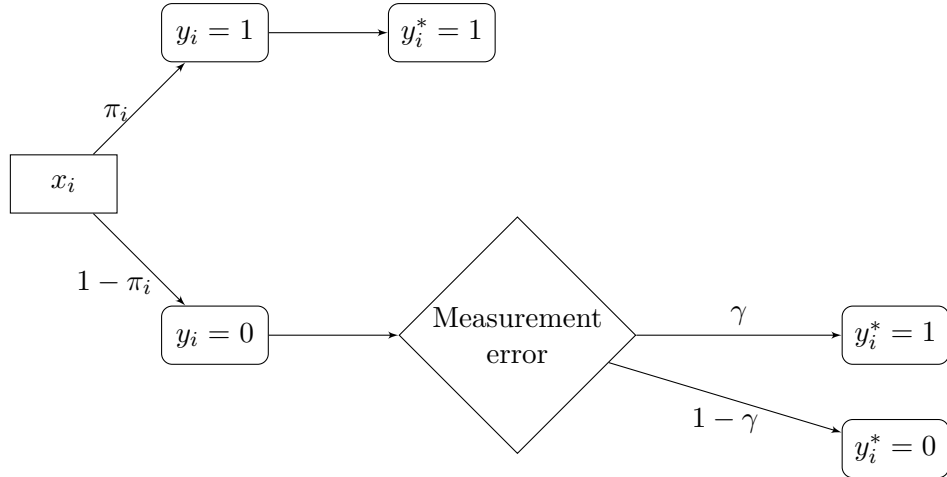 y_i = 1
y_i^* = 1
π_i
x_i
1 − π_i
y_i = 0
Measurement
error
γ
y_i^* = 1
1 − γ
y_i^* = 0